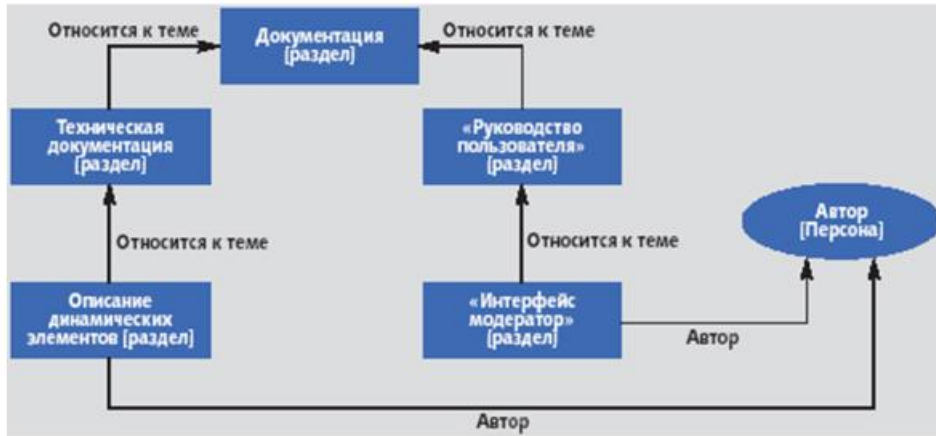 Относится к теме
Документация
[раздел]
Относится к теме
Техническая
документация
[раздел]
«Руководство
пользователя»
(раздел)
Автор
[Персона]
Относится к теме
Относится к теме
Описание
динамических
элементов [раздел]
«Интерфейс
модератор»
(раздел)
Автор
Автор